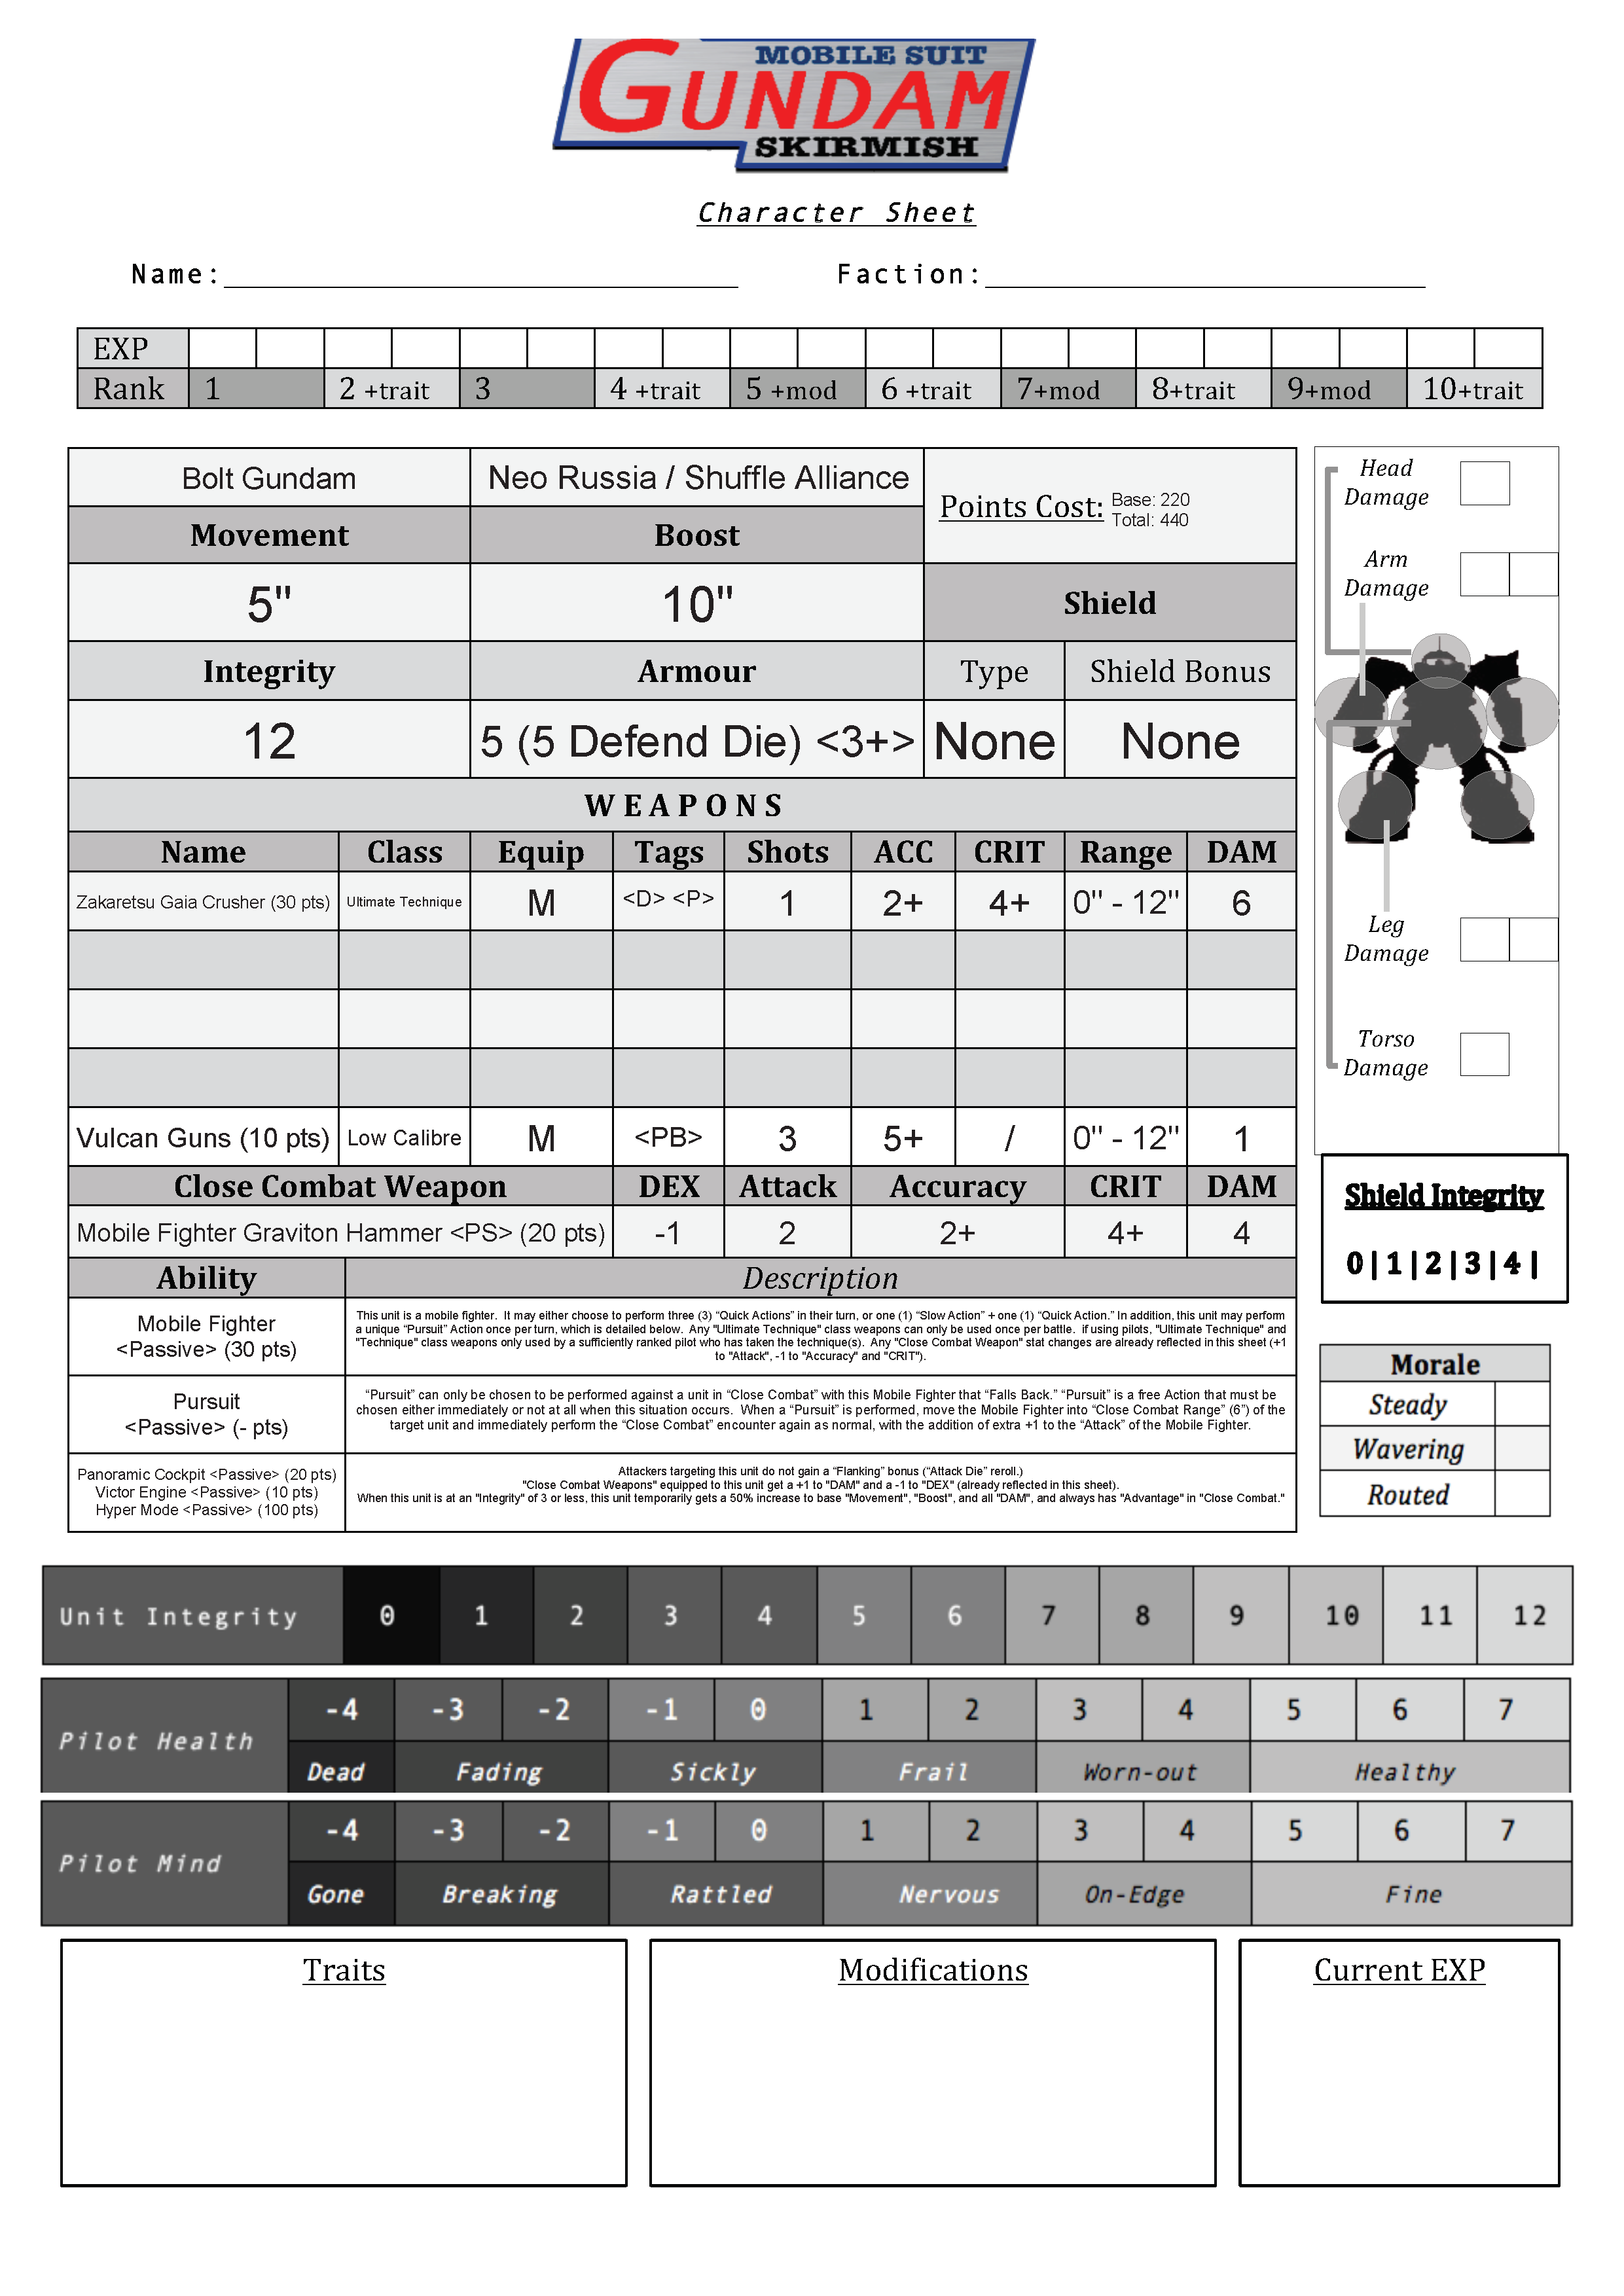 MOBILE SUIT
GUNDAM
SKIRMISH
Character Sheet
Name: Faction:
EXP
Rank 1 2 +trait 3 4 +trait 5 +mod 6 +trait 7+mod 8+trait 9+mod 10+trait
Bolt Gundam Neo Russia / Shuffle Alliance Points Cost: Base: 220
Total: 440
Movement Boost
5" 10" Shield
Integrity Armour Type Shield Bonus
12 5 (5 Defend Die) <3+> None None
WEAPONS
Name Class Equip Tags Shots ACC CRIT Range DAM
Zakaretsu Gaia Crusher (30 pts) Ultimate Technique M <D> <P> 1 2+ 4+ 0" - 12" 6
Vulcan Guns (10 pts) Low Calibre M <PB> 3 5+ / 0" - 12" 1
Close Combat Weapon DEX Attack Accuracy CRIT DAM
Mobile Fighter Graviton Hammer <PS> (20 pts) -1 2 2+ 4+ 4
Ability Description
Mobile Fighter
<Passive> (30 pts)
This unit is a mobile fighter. It may either choose to perform three (3) “Quick Actions” in their turn, or one (1) “Slow Action” + one (1) “Quick Action.” In addition, this unit may perform
a unique “Pursuit” Action once per turn, which is detailed below. Any "Ultimate Technique" class weapons can only be used once per battle. if using pilots, "Ultimate Technique" and
"Technique" class weapons only used by a sufficiently ranked pilot who has taken the technique(s). Any "Close Combat Weapon" stat changes are already reflected in this sheet (+1
to "Attack", -1 to "Accuracy" and "CRIT").
Pursuit
<Passive> (- pts)
“Pursuit” can only be chosen to be performed against a unit in “Close Combat” with this Mobile Fighter that “Falls Back.” “Pursuit” is a free Action that must be
chosen either immediately or not at all when this situation occurs. When a “Pursuit” is performed, move the Mobile Fighter into “Close Combat Range” (6”) of the
target unit and immediately perform the “Close Combat” encounter again as normal, with the addition of extra +1 to the “Attack” of the Mobile Fighter.
Panoramic Cockpit <Passive> (20 pts)
Victor Engine <Passive> (10 pts)
Hyper Mode <Passive> (100 pts)
Attackers targeting this unit do not gain a “Flanking” bonus (“Attack Die” reroll.)
"Close Combat Weapons" equipped to this unit get a +1 to "DAM" and a -1 to "DEX" (already reflected in this sheet).
When this unit is at an "Integrity" of 3 or less, this unit temporarily gets a 50% increase to base "Movement", "Boost", and all "DAM", and always has "Advantage" in "Close Combat."
Head
Damage
Arm
Damage
Leg
Damage
Torso
Damage
Shield Integrity
0|1|2|3|4|
Morale
Steady
Wavering
Routed
Unit Integrity 0 1 2 3 4 5 6 7 8 9 10 11 12
Pilot Health -4 -3 -2 -1 0 1 2 3 4 5 6 7
Dead Fading Sickly Frail Worn-out Healthy
Pilot Mind -4 -3 -2 -1 0 1 2 3 4 5 6 7
Gone Breaking Rattled Nervous On-Edge Fine
Traits Modifications Current EXP